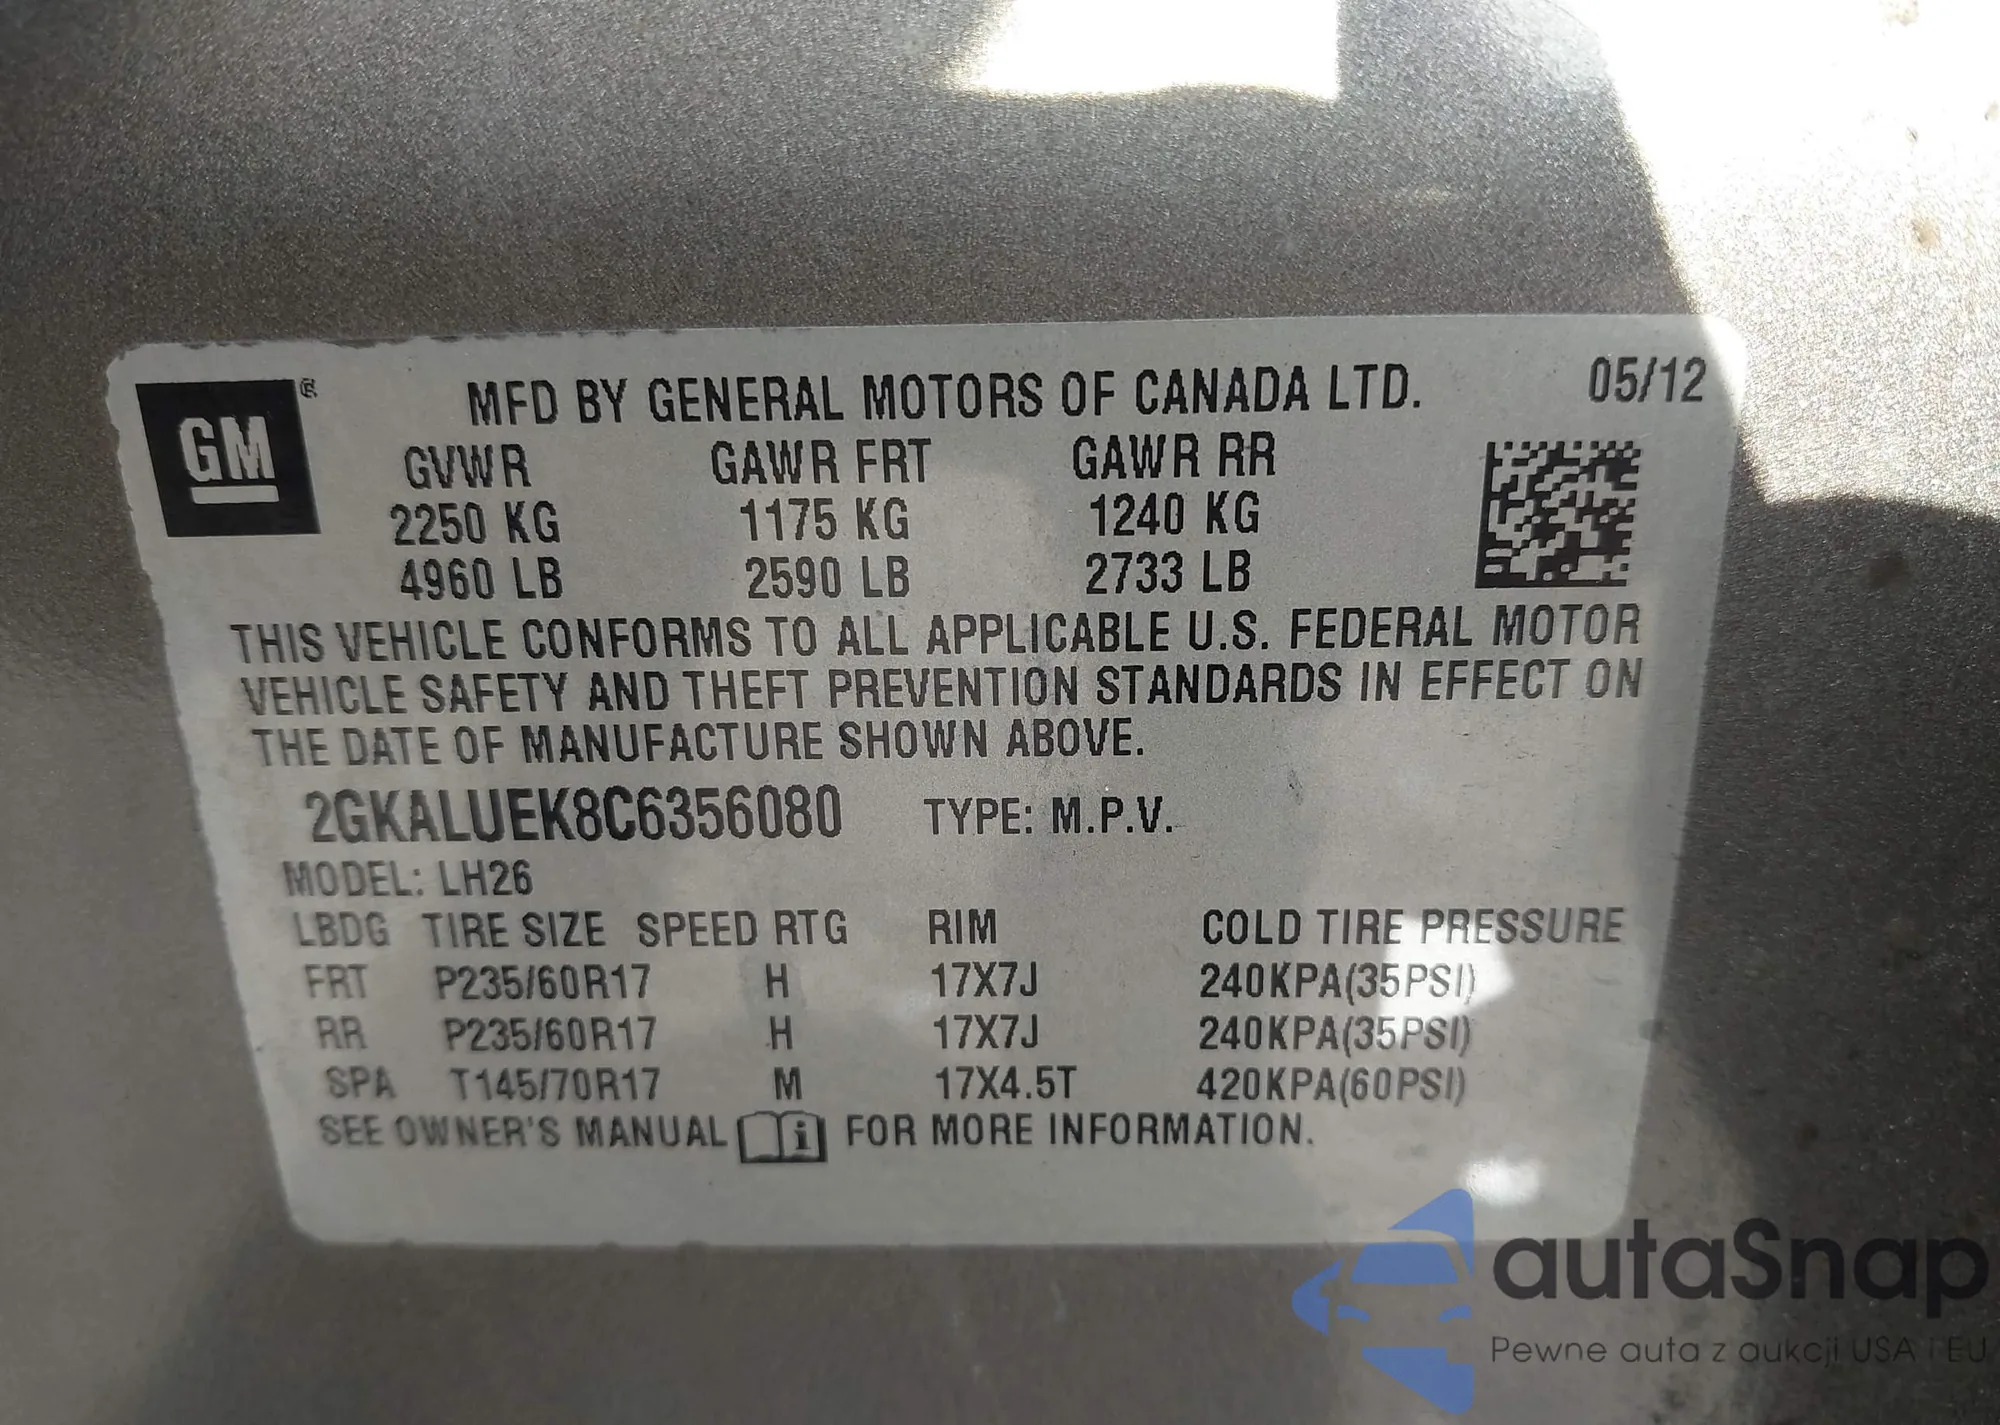 GM ®
MFD BY GENERAL MOTORS OF CANADA LTD. 05/12
GVWR GAWR FRT GAWR RR
2250 KG 1175 KG 1240 KG
4960 LB 2590 LB 2733 LB
THIS VEHICLE CONFORMS TO ALL APPLICABLE U.S. FEDERAL MOTOR
VEHICLE SAFETY AND THEFT PREVENTION STANDARDS IN EFFECT ON
THE DATE OF MANUFACTURE SHOWN ABOVE.
2GKALUEK8C6356080 TYPE: M.P.V.
MODEL: LH26
LBDG TIRE SIZE SPEED RTG RIM COLD TIRE PRESSURE
FRT P235/60R17 H 17X7J 240KPA(35PSI)
RR P235/60R17 H 17X7J 240KPA(35PSI)
SPA T145/70R17 M 17X4.5T 420KPA(60PSI)
SEE OWNER'S MANUAL i FOR MORE INFORMATION.
autaSnap
Pewne auta z aukcji USA i EU